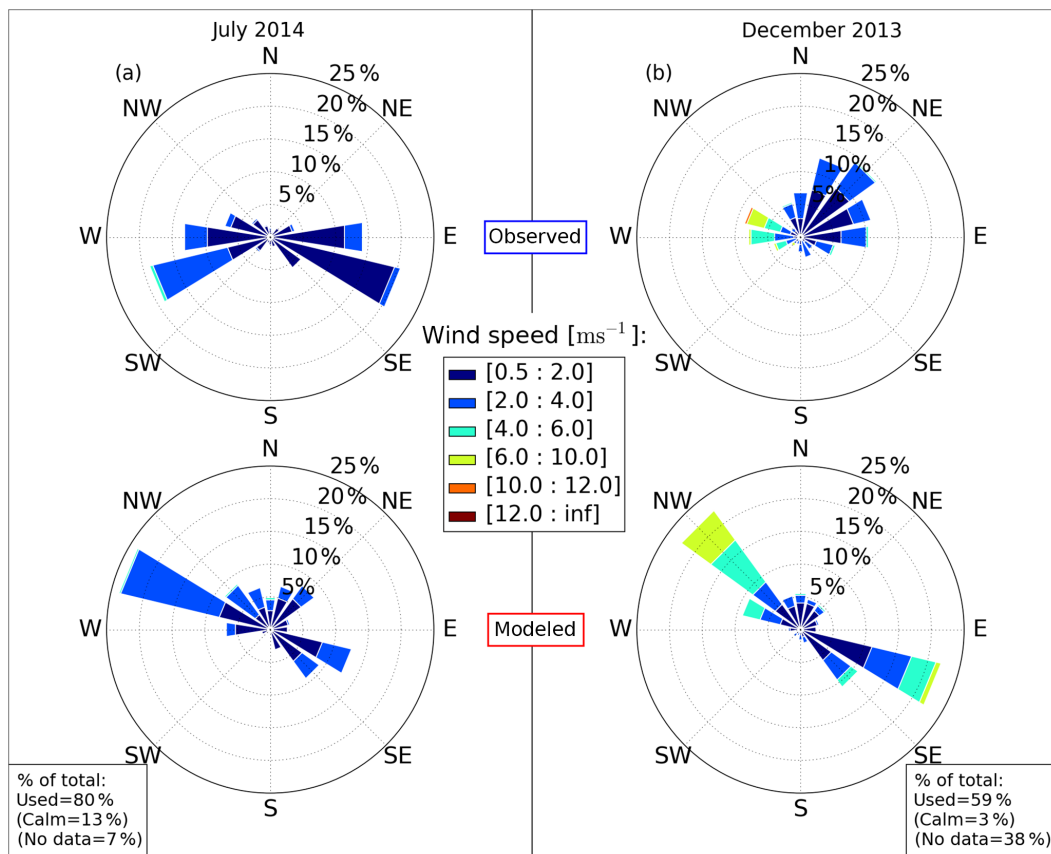 July 2014
December 2013
(a)
N
25 %
20 %
15 %
10 %
5 %
NW
NE
W
E
SW
SE
S
(b)
N
25 %
20 %
15 %
10 %
5 %
NW
NE
W
E
SW
SE
S
Observed
Wind speed [ms⁻¹]:
[0.5 : 2.0]
[2.0 : 4.0]
[4.0 : 6.0]
[6.0 : 10.0]
[10.0 : 12.0]
[12.0 : inf]
N
25 %
20 %
15 %
10 %
5 %
NW
NE
W
E
SW
SE
S
Modeled
N
25 %
20 %
15 %
10 %
5 %
NW
NE
W
E
SW
SE
S
% of total:
Used=80 %
(Calm=13 %)
(No data=7 %)
% of total:
Used=59 %
(Calm=3 %)
(No data=38 %)